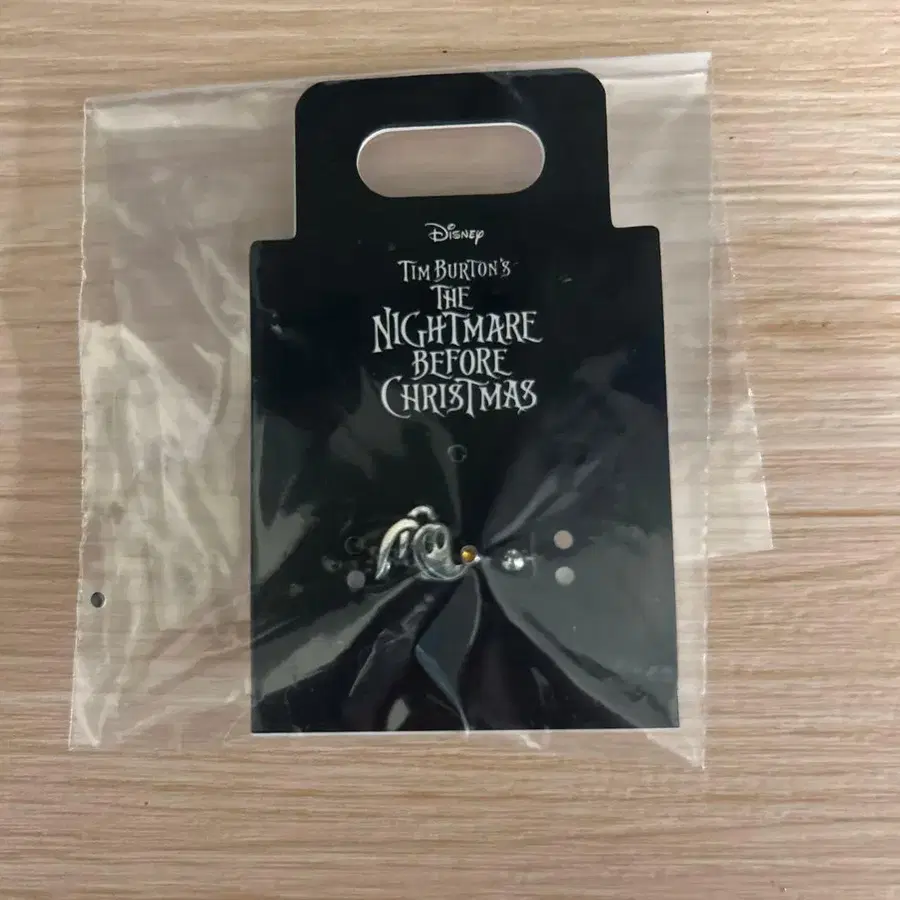 Disney
TIM BURTON'S
THE
NIGHTMARE
BEFORE
CHRISTMAS